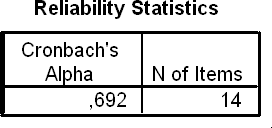 Reliability Statistics
Cronbach's
Alpha N of Items
,692 14